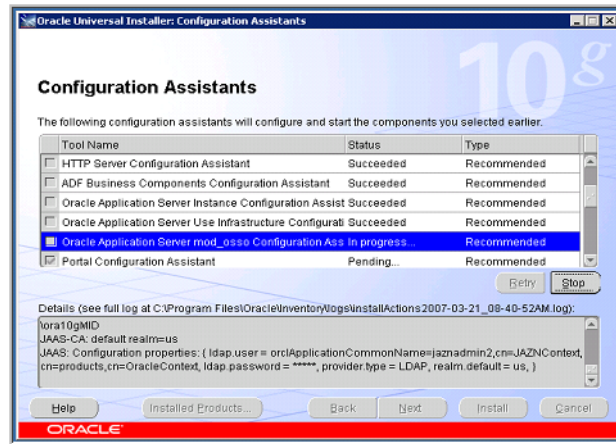 Oracle Universal Installer: Configuration Assistants
10g
Configuration Assistants
The following configuration assistants will configure and start the components you selected earlier.
Tool Name Status Type
HTTP Server Configuration Assistant Succeeded Recommended
ADF Business Components Configuration Assistant Succeeded Recommended
Oracle Application Server Instance Configuration Assist Succeeded Recommended
Oracle Application Server Use Infrastructure Configurati Succeeded Recommended
Oracle Application Server mod_osso Configuration Ass In progress... Recommended
Portal Configuration Assistant Pending... Recommended
Retry Stop
Details (see full log at C:\Program Files\Oracle\Inventory\logs\installActions2007-03-21_08-40-52AM.log):
\ora10gMID
JAAS-CA: default realm=us
JAAS: Configuration properties: { ldap.user = orclApplicationCommonName=jaznadmin2,cn=JAZNContext,
cn=products,cn=OracleContext, ldap.password = *****, provider.type = LDAP, realm.default = us, }
Help Installed Products... Back Next Install Cancel
ORACLE